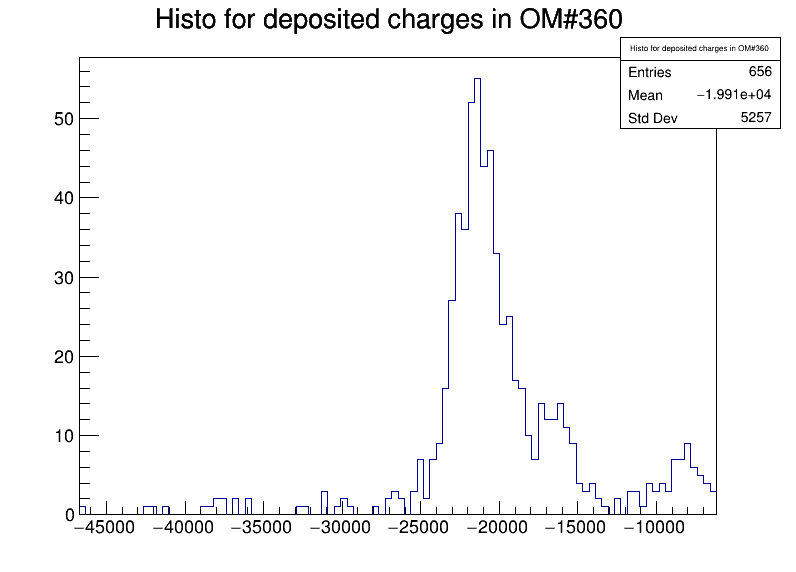 Histo for deposited charges in OM#360
Histo for deposited charges in OM#360
Entries 656
Mean −1.991e+04
Std Dev 5257
50
40
30
20
10
0
−45000 −40000 −35000 −30000 −25000 −20000 −15000 −10000